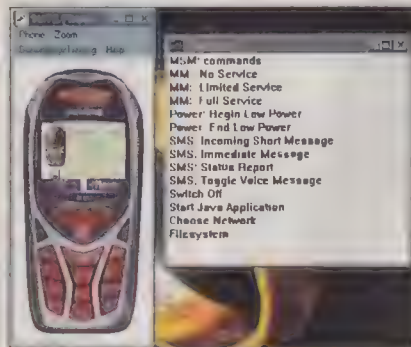 Phone Zoom
Help
MSM: commands
MM: No Service
MM: Limited Service
MM: Full Service
Power: Begin Low Power
Power: End Low Power
SMS: Incoming Short Message
SMS: Immediate Message
SMS: Status Report
SMS: Toggle Voice Message
Switch Off
Start Java Application
Choose Network
Filesystem